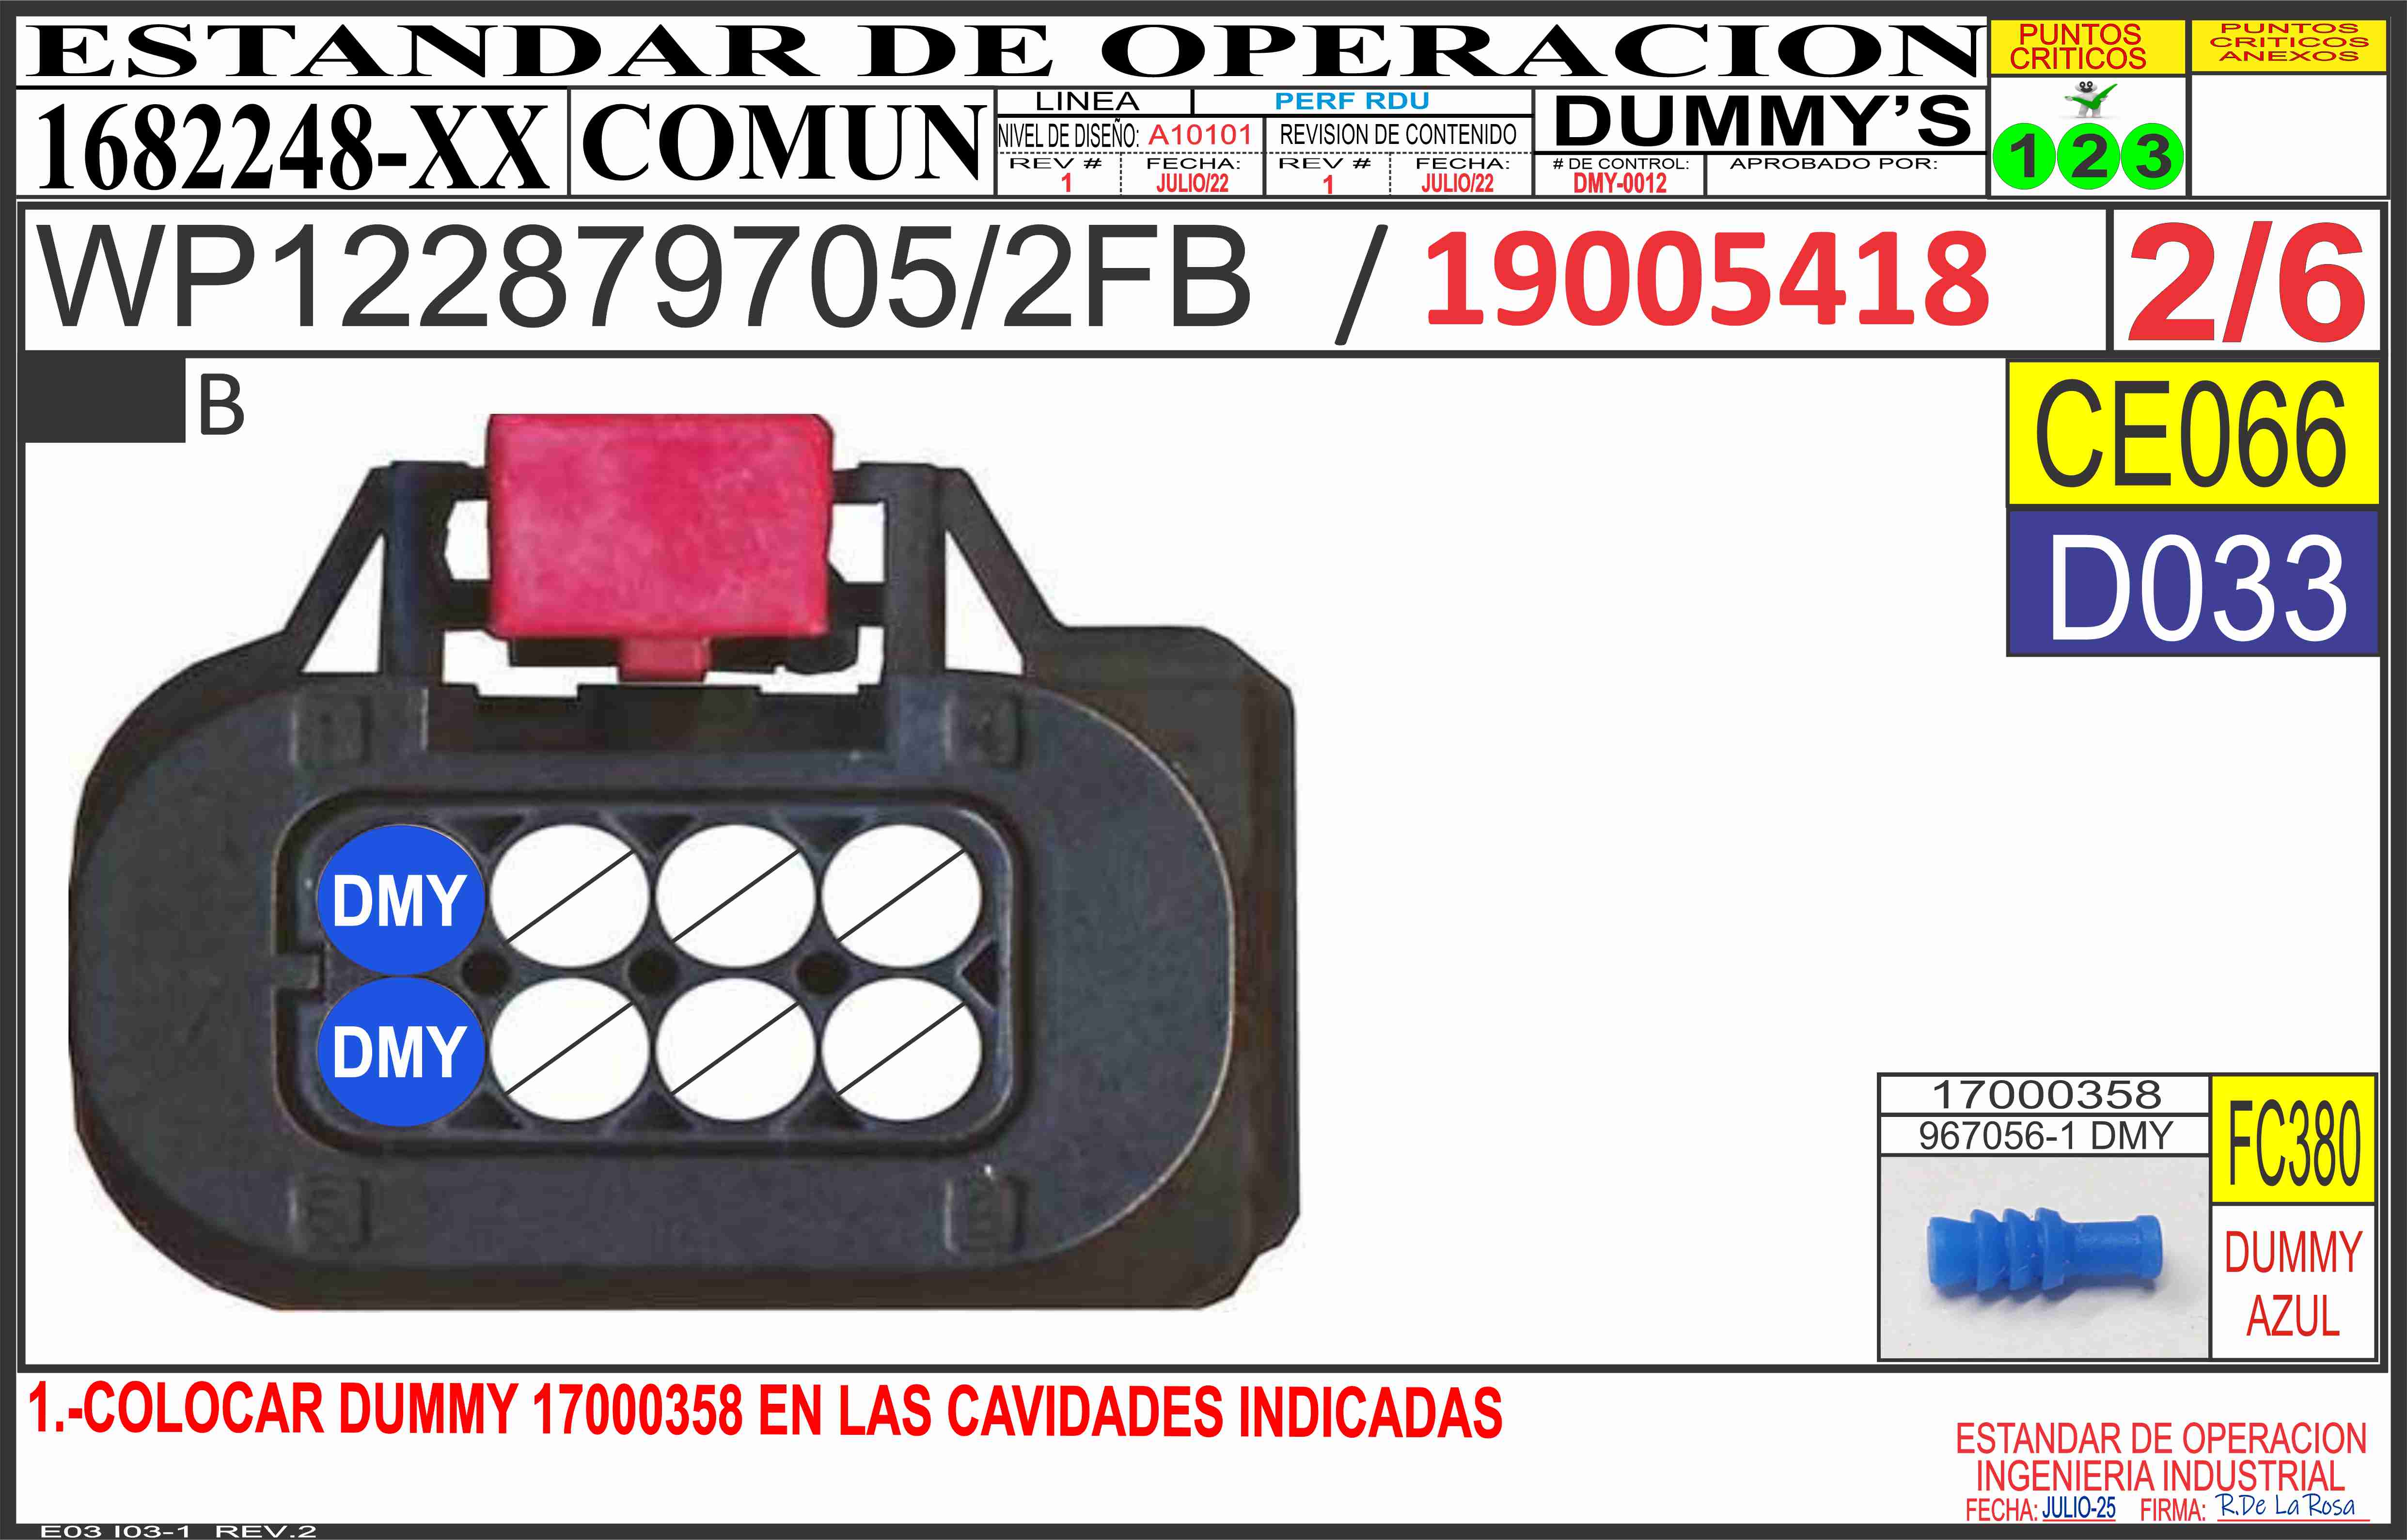 ESTANDAR DE OPERACION
PUNTOS CRITICOS
PUNTOS CRITICOS ANEXOS
1682248-XX
COMUN
LINEA
PERF RDU
NIVEL DE DISEÑO: A10101
REVISION DE CONTENIDO
REV #
1
FECHA:
JULIO/22
REV #
1
FECHA:
JULIO/22
DUMMY'S
# DE CONTROL:
DMY-0012
APROBADO POR:
1 2 3
WP122879705/2FB / 19005418
2/6
B
CE066
D033
DMY
DMY
17000358
967056-1 DMY
FC380
DUMMY
AZUL
1.-COLOCAR DUMMY 17000358 EN LAS CAVIDADES INDICADAS
ESTANDAR DE OPERACION
INGENIERIA INDUSTRIAL
FECHA: JULIO-25 FIRMA: R.De La Rosa
E03 I03-1 REV.2